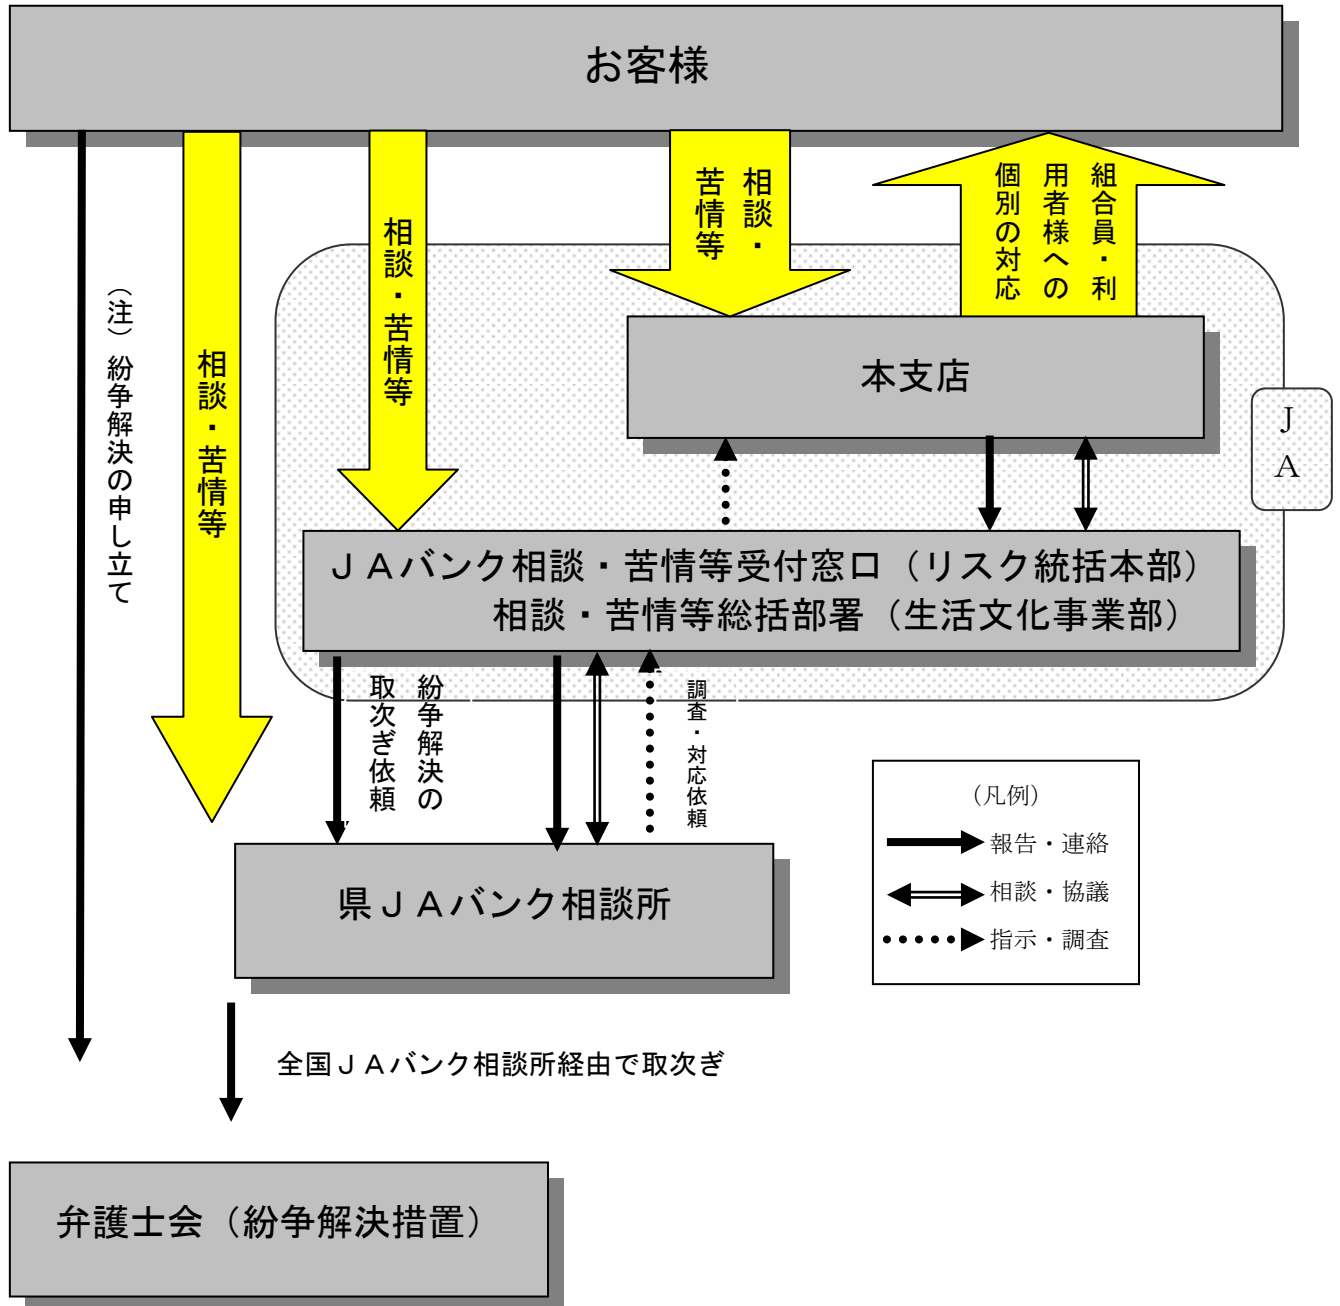 お客様
組合員・利
用者様への
個別の対応
相談・
苦情等
相談・苦情等
相談・苦情等
（注）紛争解決の申し立て
本支店
ＪＡ
ＪＡバンク相談・苦情等受付窓口（リスク統括本部）
相談・苦情等総括部署（生活文化事業部）
紛争解決の
取次ぎ依頼
調査・対応依頼
県ＪＡバンク相談所
（凡例）
報告・連絡
相談・協議
指示・調査
全国ＪＡバンク相談所経由で取次ぎ
弁護士会（紛争解決措置）